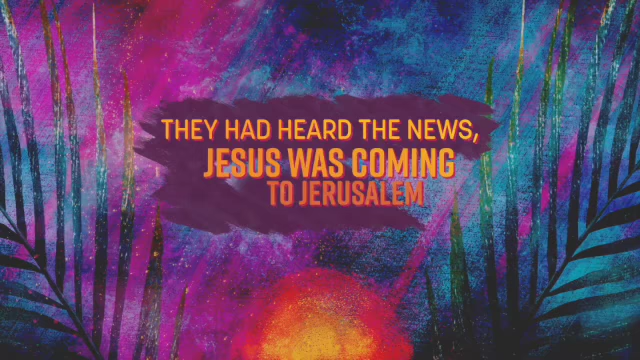 THEY HAD HEARD THE NEWS,
JESUS WAS COMING
TO JERUSALEM